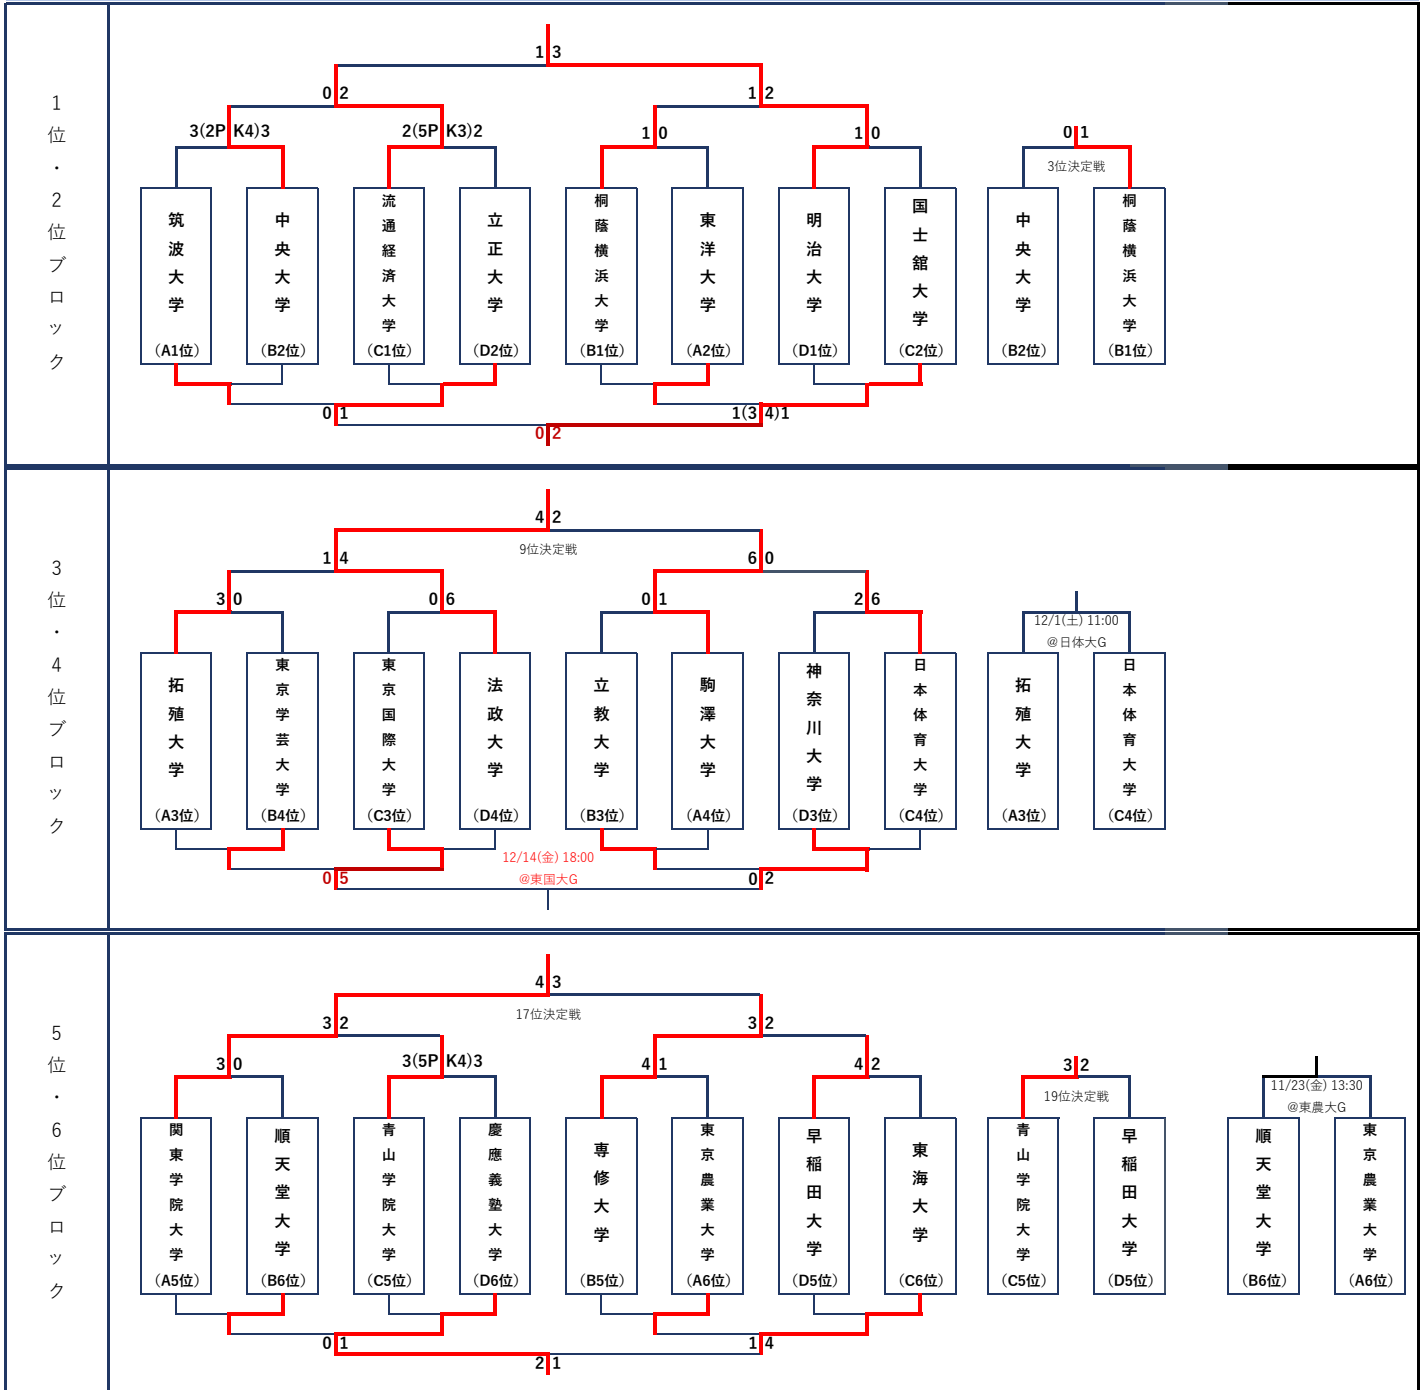 1位・2位ブロック
1 3
0 2
1 2
3(2P K4)3
2(5P K3)2
1 0
1 0
0 1
3位決定戦
筑波大学
(A1位)
中央大学
(B2位)
流通経済大学
(C1位)
立正大学
(D2位)
桐蔭横浜大学
(B1位)
東洋大学
(A2位)
明治大学
(D1位)
国士舘大学
(C2位)
中央大学
(B2位)
桐蔭横浜大学
(B1位)
0 1
1(3 4)1
0 2
3位・4位ブロック
4 2
9位決定戦
1 4
6 0
3 0
0 6
0 1
2 6
12/1(土) 11:00
@日体大G
拓殖大学
(A3位)
東京学芸大学
(B4位)
東京国際大学
(C3位)
法政大学
(D4位)
立教大学
(B3位)
駒澤大学
(A4位)
神奈川大学
(D3位)
日本体育大学
(C4位)
拓殖大学
(A3位)
日本体育大学
(C4位)
0 5
12/14(金) 18:00
@東国大G
0 2
5位・6位ブロック
4 3
17位決定戦
3 2
3 2
3 0
3(5P K4)3
4 1
4 2
3 2
19位決定戦
11/23(金) 13:30
@東農大G
関東学院大学
(A5位)
順天堂大学
(B6位)
青山学院大学
(C5位)
慶應義塾大学
(D6位)
専修大学
(B5位)
東京農業大学
(A6位)
早稲田大学
(D5位)
東海大学
(C6位)
青山学院大学
(C5位)
早稲田大学
(D5位)
順天堂大学
(B6位)
東京農業大学
(A6位)
0 1
1 4
2 1